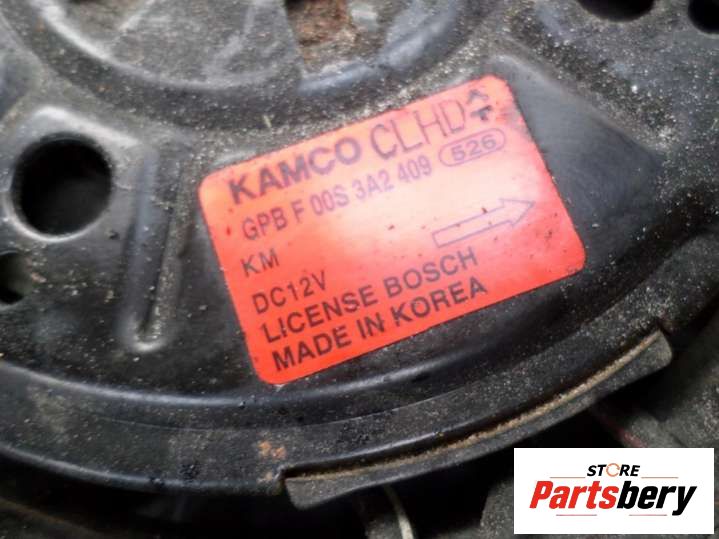 KAMCO CLHD
GPB F 00S 3A2 409 526
KM
DC12V
LICENSE BOSCH
MADE IN KOREA
STORE
Partsbery